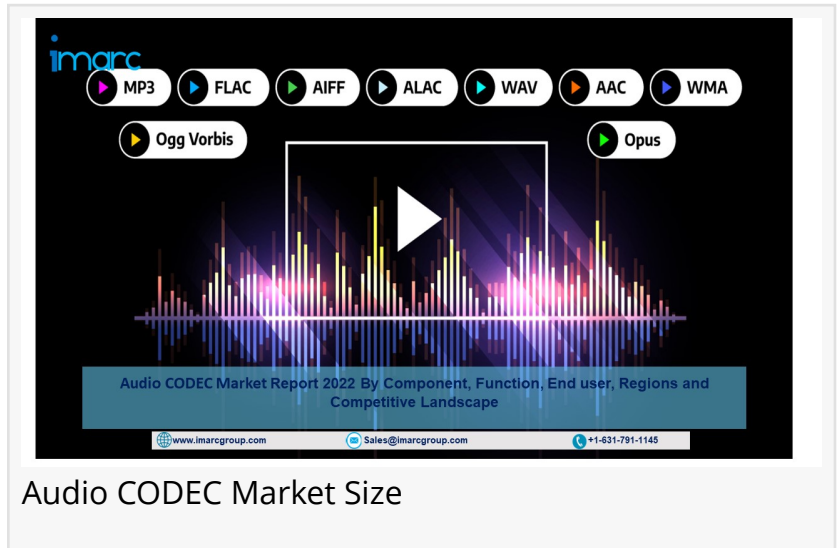 imarc
MP3 FLAC AIFF ALAC WAV AAC WMA
Ogg Vorbis Opus
Audio CODEC Market Report 2022 By Component, Function, End user, Regions and
Competitive Landscape
www.imarcgroup.com Sales@imarcgroup.com +1-631-791-1145
Audio CODEC Market Size